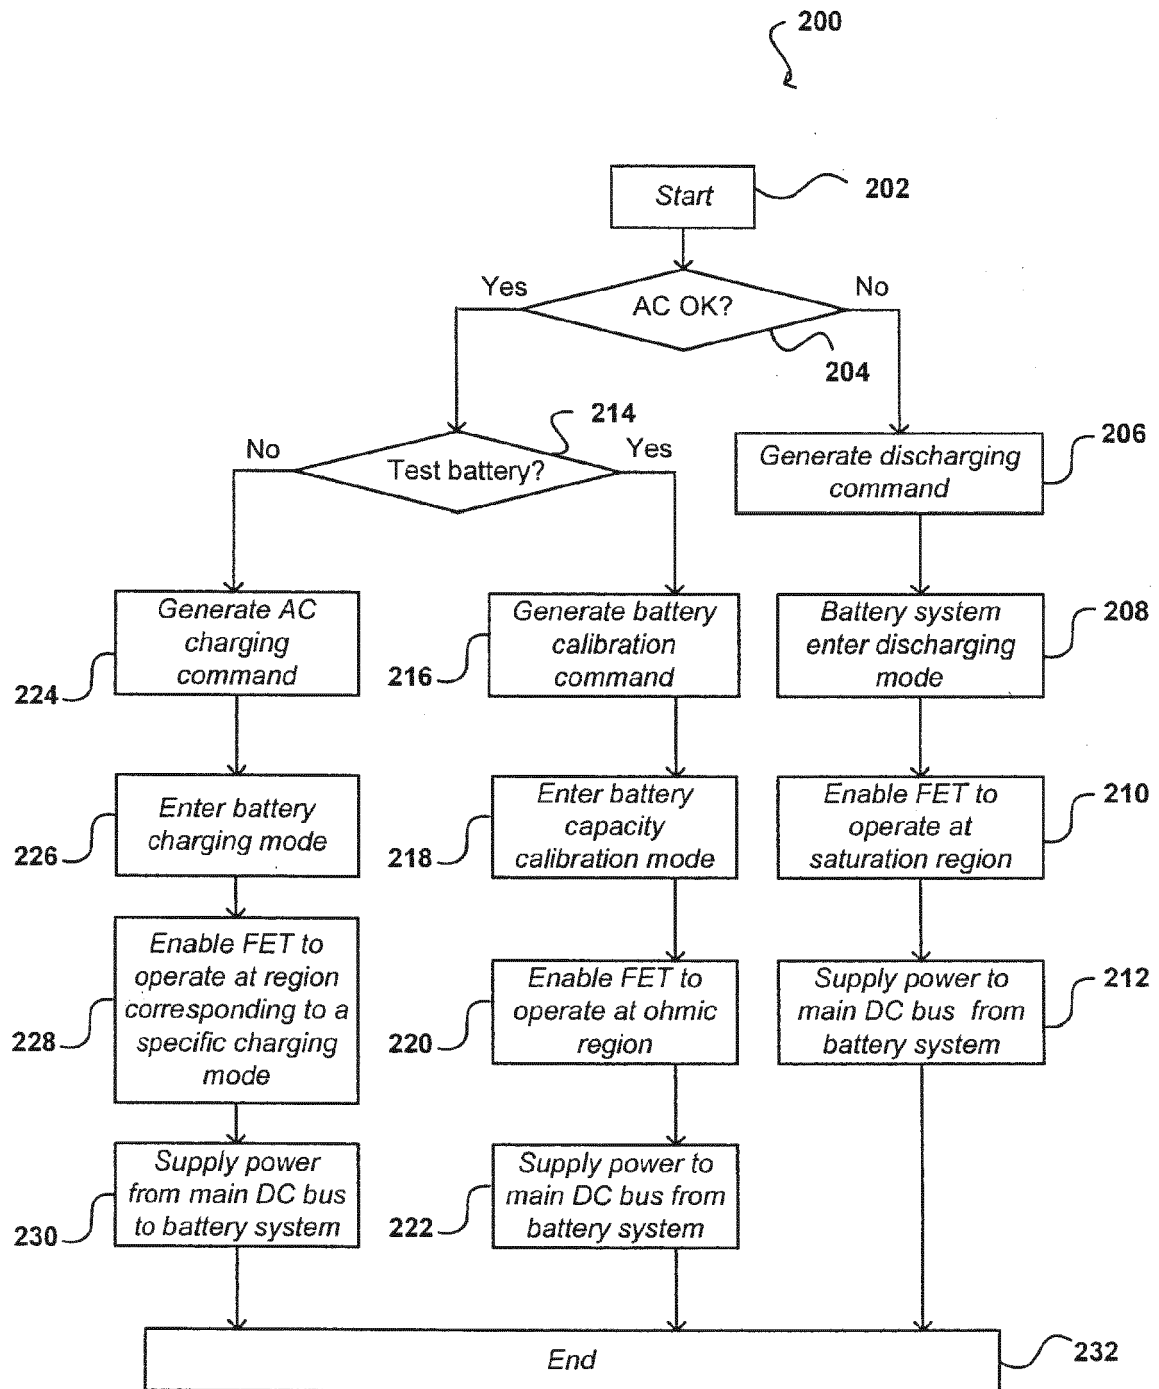 200
Start
202
Yes
AC OK?
No
204
214
No
Test battery?
Yes
Generate discharging
command
206
Generate AC
charging
command
224
Generate battery
calibration
command
216
Battery system
enter discharging
mode
208
Enter battery
charging mode
226
Enter battery
capacity
calibration mode
218
Enable FET to
operate at
saturation region
210
Enable FET to
operate at region
corresponding to a
specific charging
mode
228
Enable FET to
operate at ohmic
region
220
Supply power to
main DC bus from
battery system
212
Supply power
from main DC bus
to battery system
230
Supply power to
main DC bus from
battery system
222
End
232